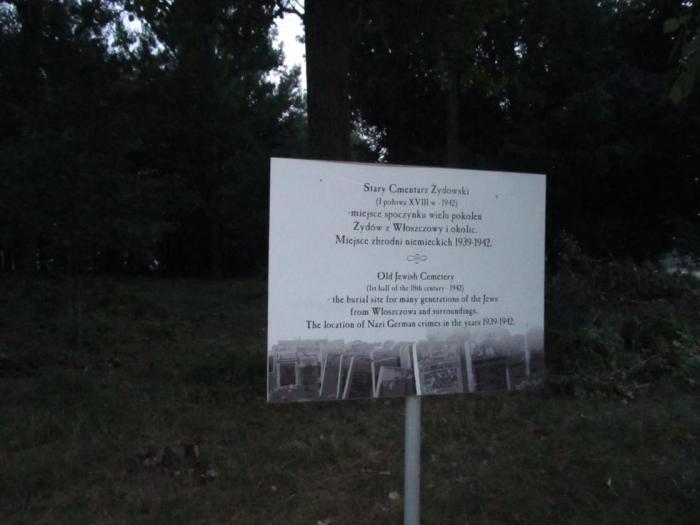 Stary Cmentarz Żydowski
(I połowa XVIII w - 1942)
-miejsce spoczynku wielu pokoleń
Żydów z Włoszczowy i okolic.
Miejsce zbrodni niemieckich 1939-1942.
Old Jewish Cemetery
(1st half of the 18th century - 1942)
- the burial site for many generations of the Jews
from Włoszczowa and surroundings.
The location of Nazi German crimes in the years 1939-1942.